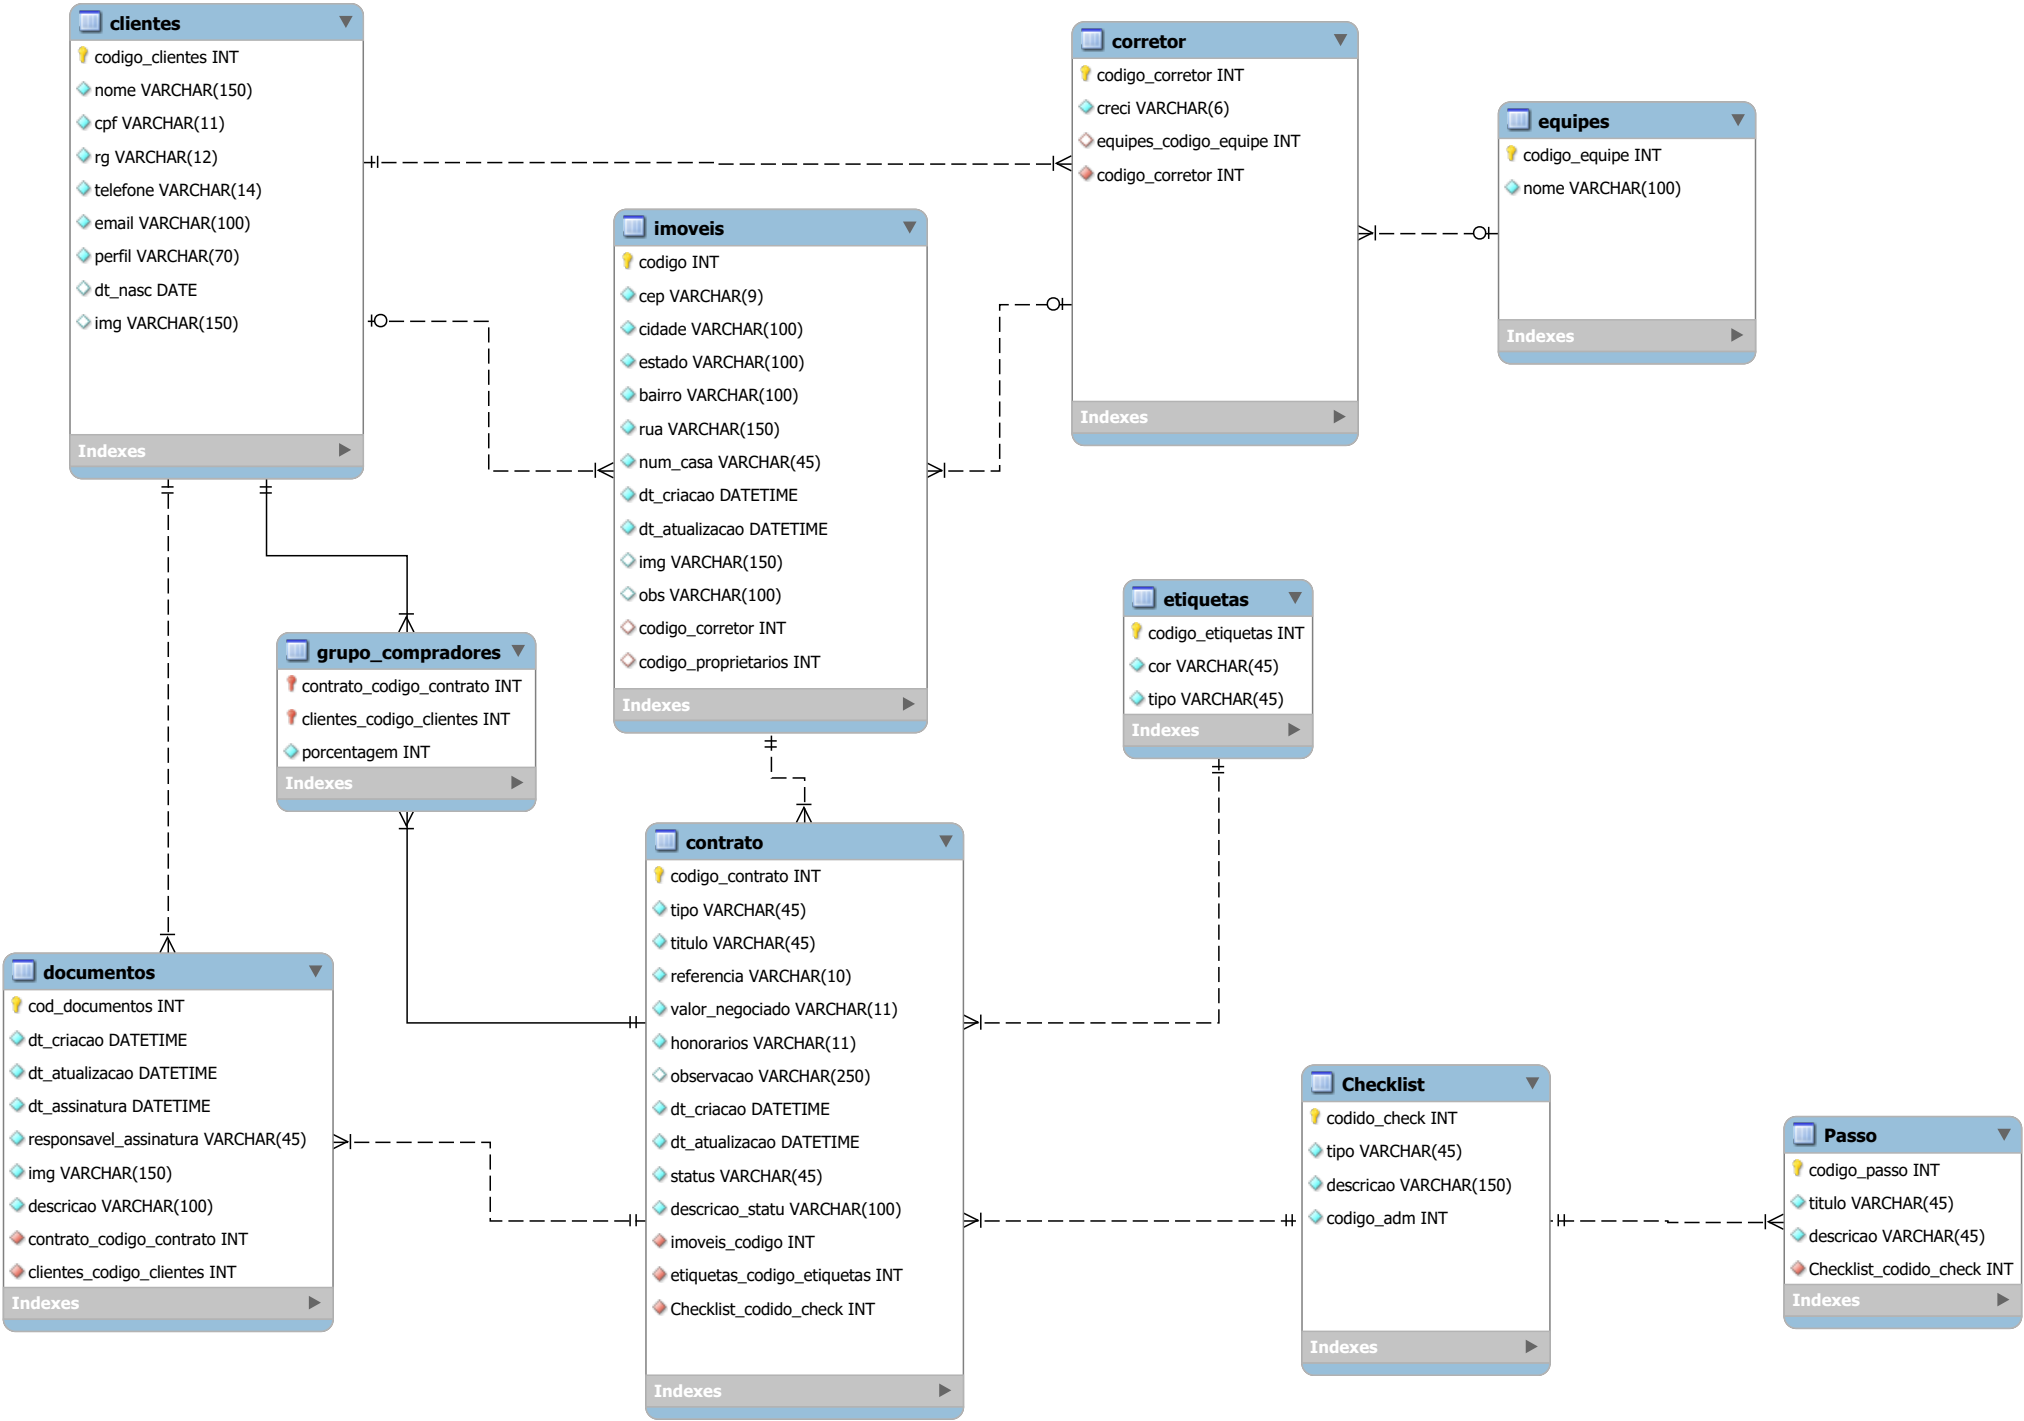 clientes
codigo_clientes INT
nome VARCHAR(150)
cpf VARCHAR(11)
rg VARCHAR(12)
telefone VARCHAR(14)
email VARCHAR(100)
perfil VARCHAR(70)
dt_nasc DATE
img VARCHAR(150)
Indexes
corretor
codigo_corretor INT
creci VARCHAR(6)
equipes_codigo_equipe INT
codigo_corretor INT
Indexes
equipes
codigo_equipe INT
nome VARCHAR(100)
Indexes
imoveis
codigo INT
cep VARCHAR(9)
cidade VARCHAR(100)
estado VARCHAR(100)
bairro VARCHAR(100)
rua VARCHAR(150)
num_casa VARCHAR(45)
dt_criacao DATETIME
dt_atualizacao DATETIME
img VARCHAR(150)
obs VARCHAR(100)
codigo_corretor INT
codigo_proprietarios INT
Indexes
etiquetas
codigo_etiquetas INT
cor VARCHAR(45)
tipo VARCHAR(45)
Indexes
grupo_compradores
contrato_codigo_contrato INT
clientes_codigo_clientes INT
porcentagem INT
Indexes
contrato
codigo_contrato INT
tipo VARCHAR(45)
titulo VARCHAR(45)
referencia VARCHAR(10)
valor_negociado VARCHAR(11)
honorarios VARCHAR(11)
observacao VARCHAR(250)
dt_criacao DATETIME
dt_atualizacao DATETIME
status VARCHAR(45)
descricao_statu VARCHAR(100)
imoveis_codigo INT
etiquetas_codigo_etiquetas INT
Checklist_codido_check INT
Indexes
documentos
cod_documentos INT
dt_criacao DATETIME
dt_atualizacao DATETIME
dt_assinatura DATETIME
responsavel_assinatura VARCHAR(45)
img VARCHAR(150)
descricao VARCHAR(100)
contrato_codigo_contrato INT
clientes_codigo_clientes INT
Indexes
Checklist
codido_check INT
tipo VARCHAR(45)
descricao VARCHAR(150)
codigo_adm INT
Indexes
Passo
codigo_passo INT
titulo VARCHAR(45)
descricao VARCHAR(45)
Checklist_codido_check INT
Indexes